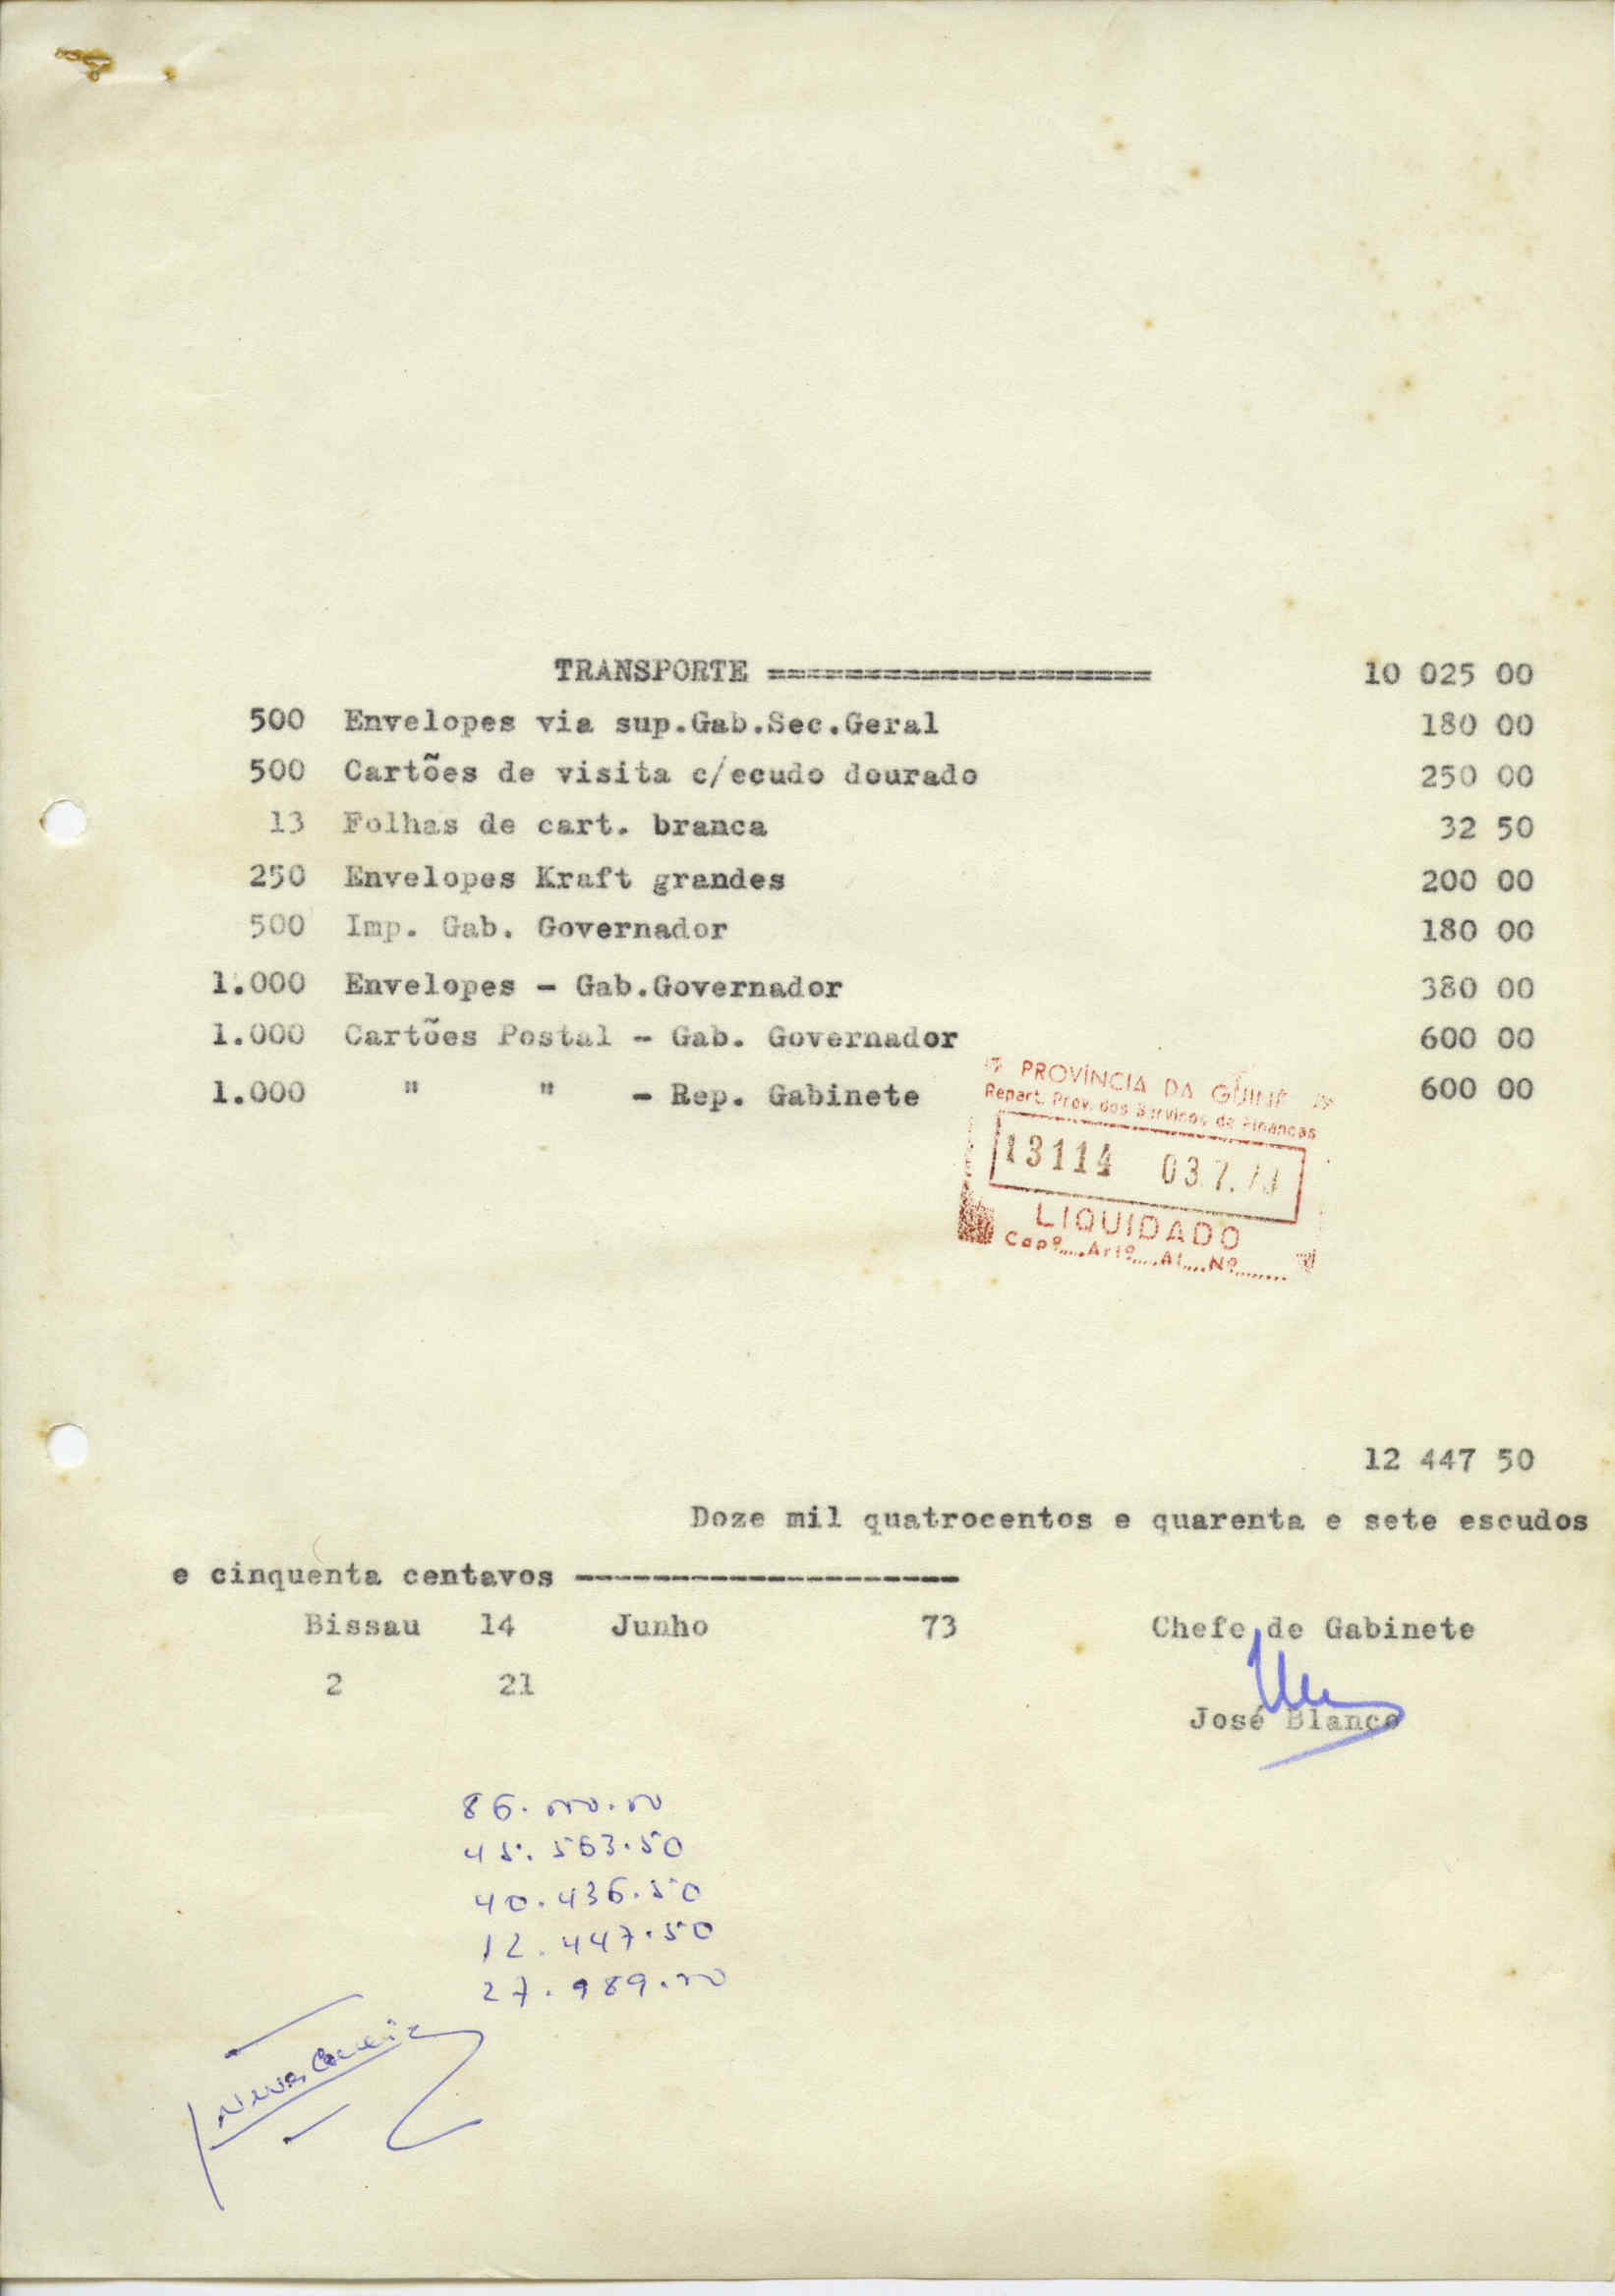 TRANSPORTE ==================== 10 025 00
500 Envelopes via sup.Gab.Sec.Geral 180 00
500 Cartões de visita c/ecudo dourado 250 00
13 Folhas de cart. branca 32 50
250 Envelopes Kraft grandes 200 00
500 Imp. Gab. Governador 180 00
1.000 Envelopes - Gab.Governador 380 00
1.000 Cartões Postal - Gab. Governador 600 00
1.000 " " - Rep. Gabinete 600 00
PROVÍNCIA DA GUINÉ
Repart. Prov. dos Serviços de Finanças
13114 03.7.73
LIQUIDADO
Capº.....Artº.....Al....Nº........
12 447 50
Doze mil quatrocentos e quarenta e sete escudos
e cinquenta centavos --------------------
Bissau 14 Junho 73 Chefe de Gabinete
2 21
José Blanco
86.000.00
45.563.50
40.436.50
12.447.50
27.989.00